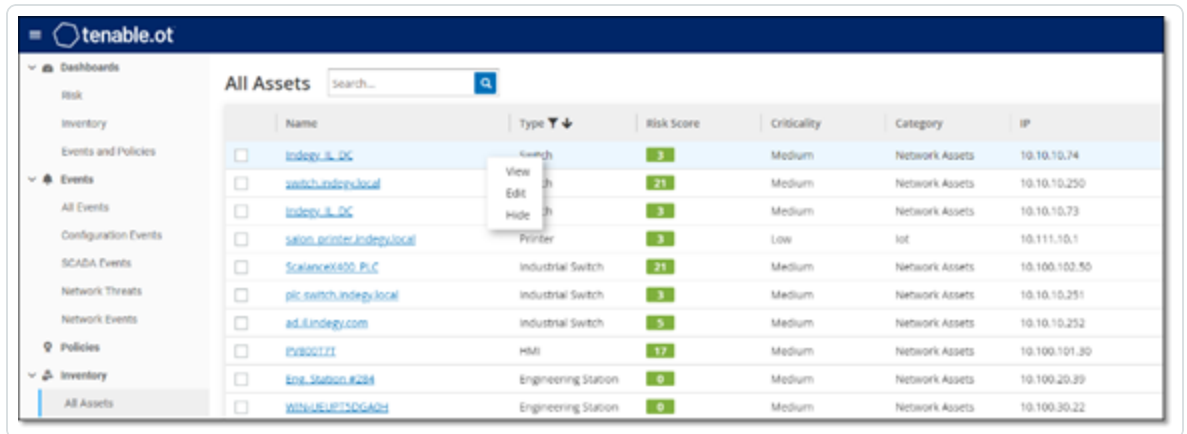 tenable.ot
Dashboards
Risk
Inventory
Events and Policies
Events
All Events
Configuration Events
SCADA Events
Network Threats
Network Events
Policies
Inventory
All Assets
All Assets Search...
Name Type Risk Score Criticality Category IP
Indegy_IL_DC Switch 3 Medium Network Assets 10.10.10.74
switch.indegy.local 21 Medium Network Assets 10.10.10.250
Indegy_IL_DC 3 Medium Network Assets 10.10.10.73
View
Edit
Hide
salon_printer.indegy.local Printer 3 Low Iot 10.111.10.1
ScalanceX400_PLC Industrial Switch 21 Medium Network Assets 10.100.102.50
plc-switch.indegy.local Industrial Switch 3 Medium Network Assets 10.10.10.251
ad.il.indegy.com Industrial Switch 5 Medium Network Assets 10.10.10.252
PV800T7T HMI 17 Medium Network Assets 10.100.101.30
Eng. Station #284 Engineering Station 0 Medium Network Assets 10.100.20.39
Engineering Station 0 Medium Network Assets 10.100.30.22